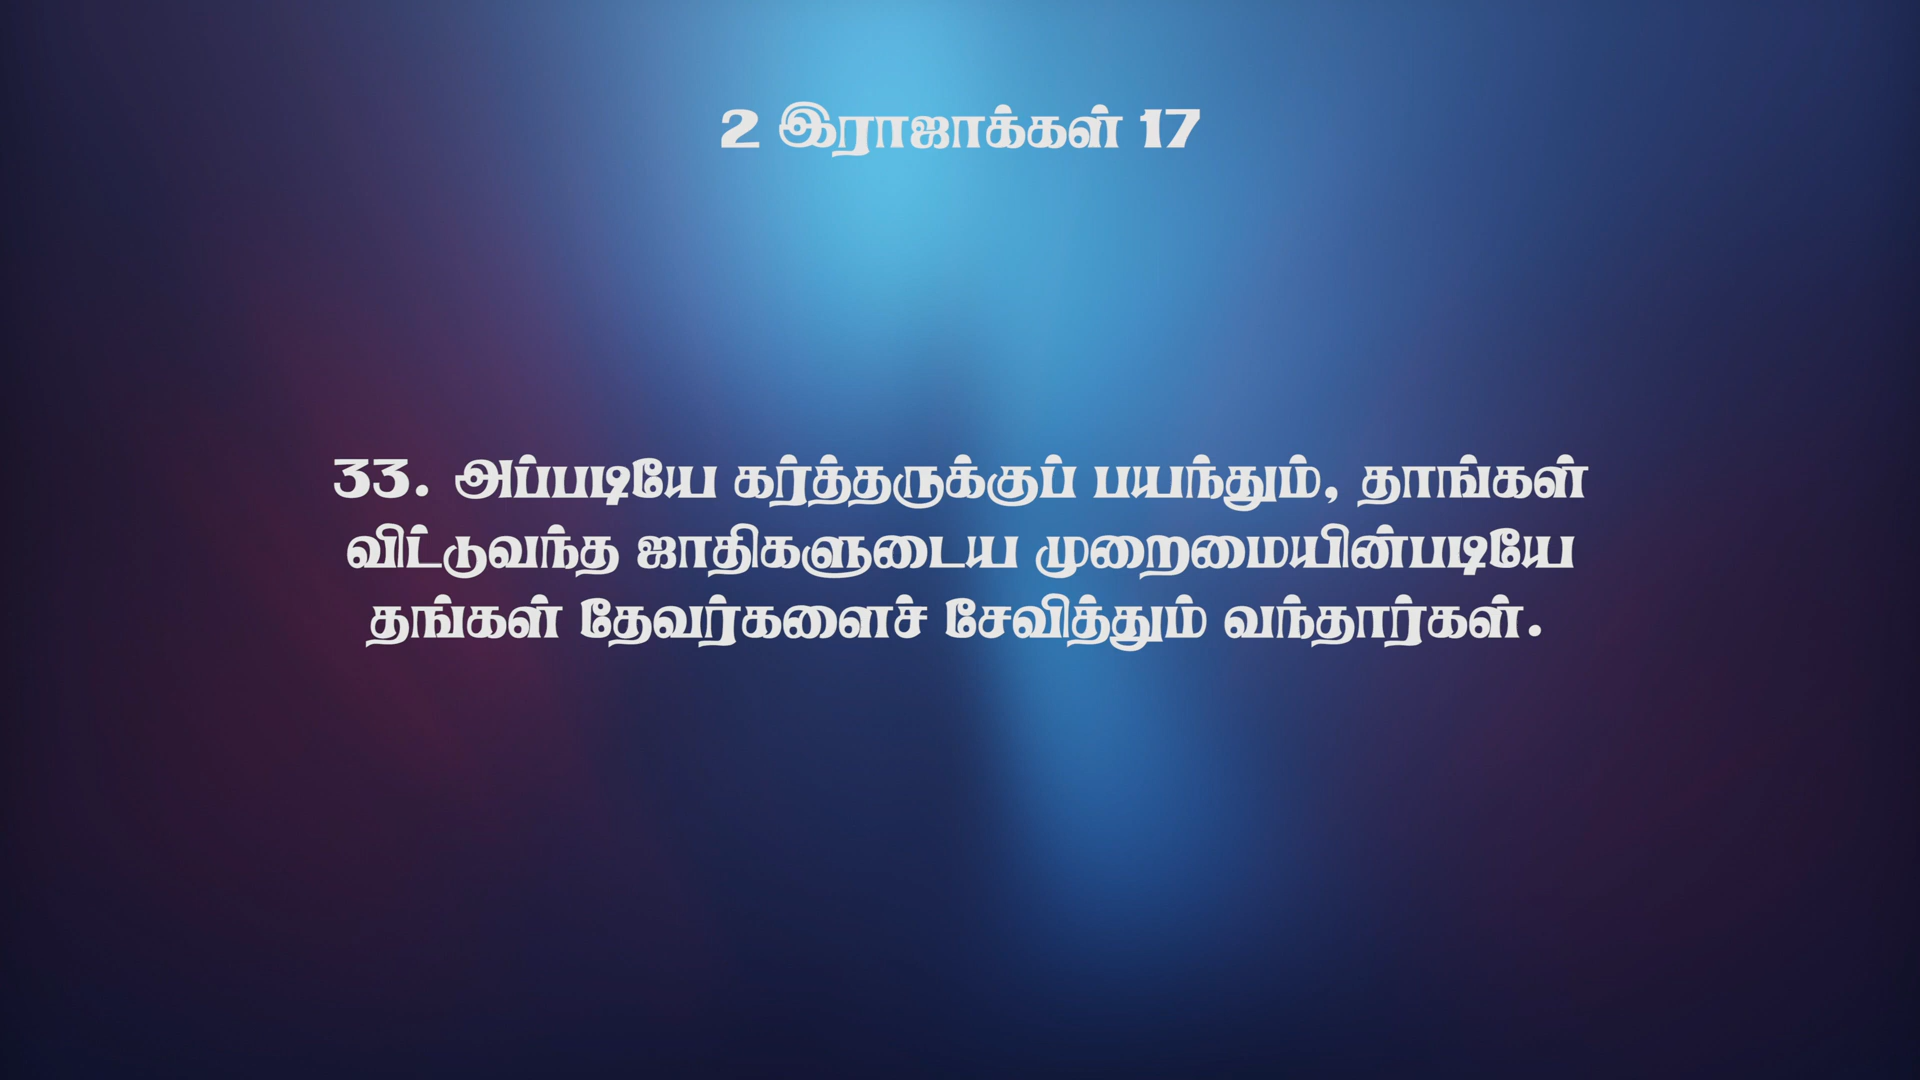 2 இராஜாக்கள் 17
33. அப்படியே கர்த்தருக்குப் பயந்தும், தாங்கள்
விட்டுவந்த ஜாதிகளுடைய முறைமையின்படியே
தங்கள் தேவர்களைச் சேவித்தும் வந்தார்கள்.